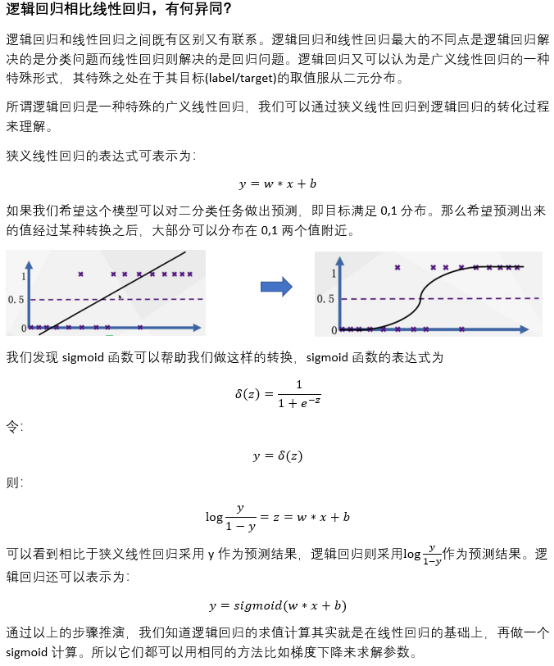 逻辑回归相比线性回归，有何异同？
逻辑回归和线性回归之间既有区别又有联系。逻辑回归和线性回归最大的不同点是逻辑回归解
决的是分类问题而线性回归则解决的是回归问题。逻辑回归又可以认为是广义线性回归的一种
特殊形式，其特殊之处在于其目标(label/target)的取值服从二元分布。
所谓逻辑回归是一种特殊的广义线性回归，我们可以通过狭义线性回归到逻辑回归的转化过程
来理解。
狭义线性回归的表达式可表示为：
y = w * x + b
如果我们希望这个模型可以对二分类任务做出预测，即目标满足 0,1 分布。那么希望预测出来
的值经过某种转换之后，大部分可以分布在 0,1 两个值附近。
1
0. 5
0
1
0. 5
0
我们发现 sigmoid 函数可以帮助我们做这样的转换，sigmoid 函数的表达式为
δ(z) = 1 / (1 + e^{-z})
令：
y = δ(z)
则：
log y/(1 − y) = z = w * x + b
可以看到相比于狭义线性回归采用 y 作为预测结果，逻辑回归则采用log y/(1−y)作为预测结果。逻
辑回归还可以表示为：
y = sigmoid(w * x + b)
通过以上的步骤推演，我们知道逻辑回归的求值计算其实就是在线性回归的基础上，再做一个
sigmoid 计算。所以它们都可以用相同的方法比如梯度下降来求解参数。